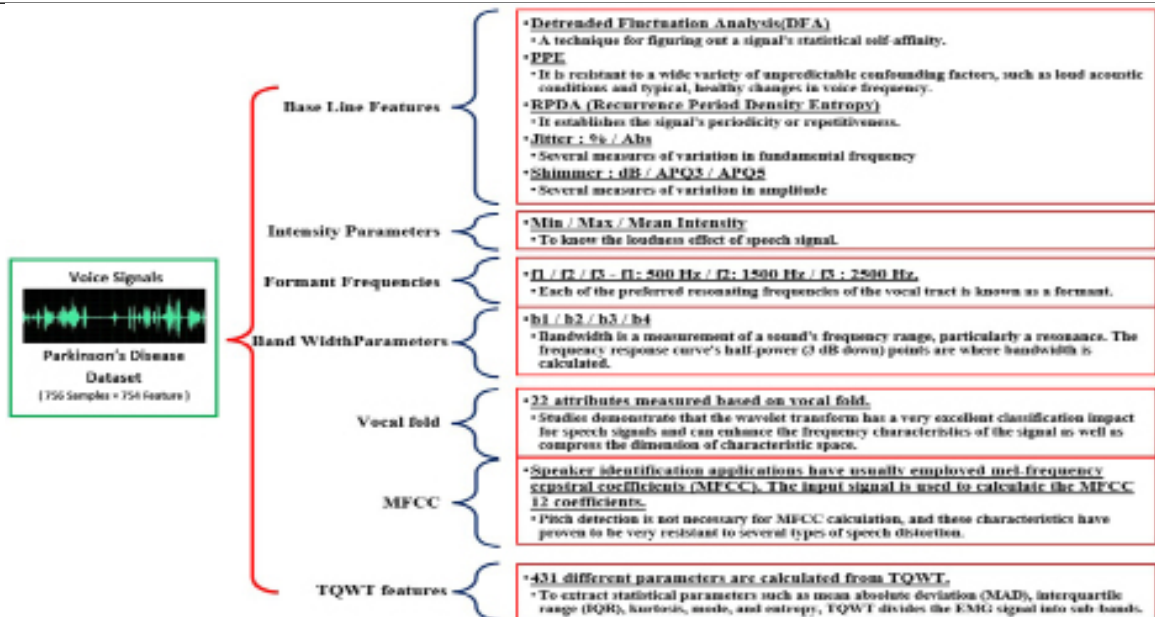 Voice Signals
Parkinson's Disease
Dataset
( 756 Samples * 754 Feature )
Base Line Features
• Detrended Fluctuation Analysis(DFA)
• A technique for figuring out a signal's statistical self-affinity.
• PPE
• It is resistant to a wide variety of unpredictable confounding factors, such as loud acoustic
conditions and typical, healthy changes in voice frequency.
• RPDA (Recurrence Period Density Entropy)
• It establishes the signal's periodicity or repetitiveness.
• Jitter : % / Abs
• Several measures of variation in fundamental frequency
• Shimmer : dB / APQ3 / APQ5
• Several measures of variation in amplitude
Intensity Parameters
• Min / Max / Mean Intensity
• To know the loudness effect of speech signal.
Formant Frequencies
• f1 / f2 / f3 - f1: 500 Hz / f2: 1500 Hz / f3 : 2500 Hz.
• Each of the preferred resonating frequencies of the vocal tract is known as a formant.
Band WidthParameters
• b1 / b2 / b3 / b4
• Bandwidth is a measurement of a sound's frequency range, particularly a resonance. The
frequency response curve's half-power (3 dB down) points are where bandwidth is
calculated.
Vocal fold
• 22 attributes measured based on vocal fold.
• Studies demonstrate that the wavelet transform has a very excellent classification impact
for speech signals and can enhance the frequency characteristics of the signal as well as
compress the dimension of characteristic space.
MFCC
• Speaker identification applications have usually employed mel-frequency
cepstral coefficients (MFCC). The input signal is used to calculate the MFCC
12 coefficients.
• Pitch detection is not necessary for MFCC calculation, and these characteristics have
proven to be very resistant to several types of speech distortion.
TQWT features
• 431 different parameters are calculated from TQWT.
• To extract statistical parameters such as mean absolute deviation (MAD), interquartile
range (IQR), kurtosis, mode, and entropy, TQWT divides the EMG signal into sub-bands.